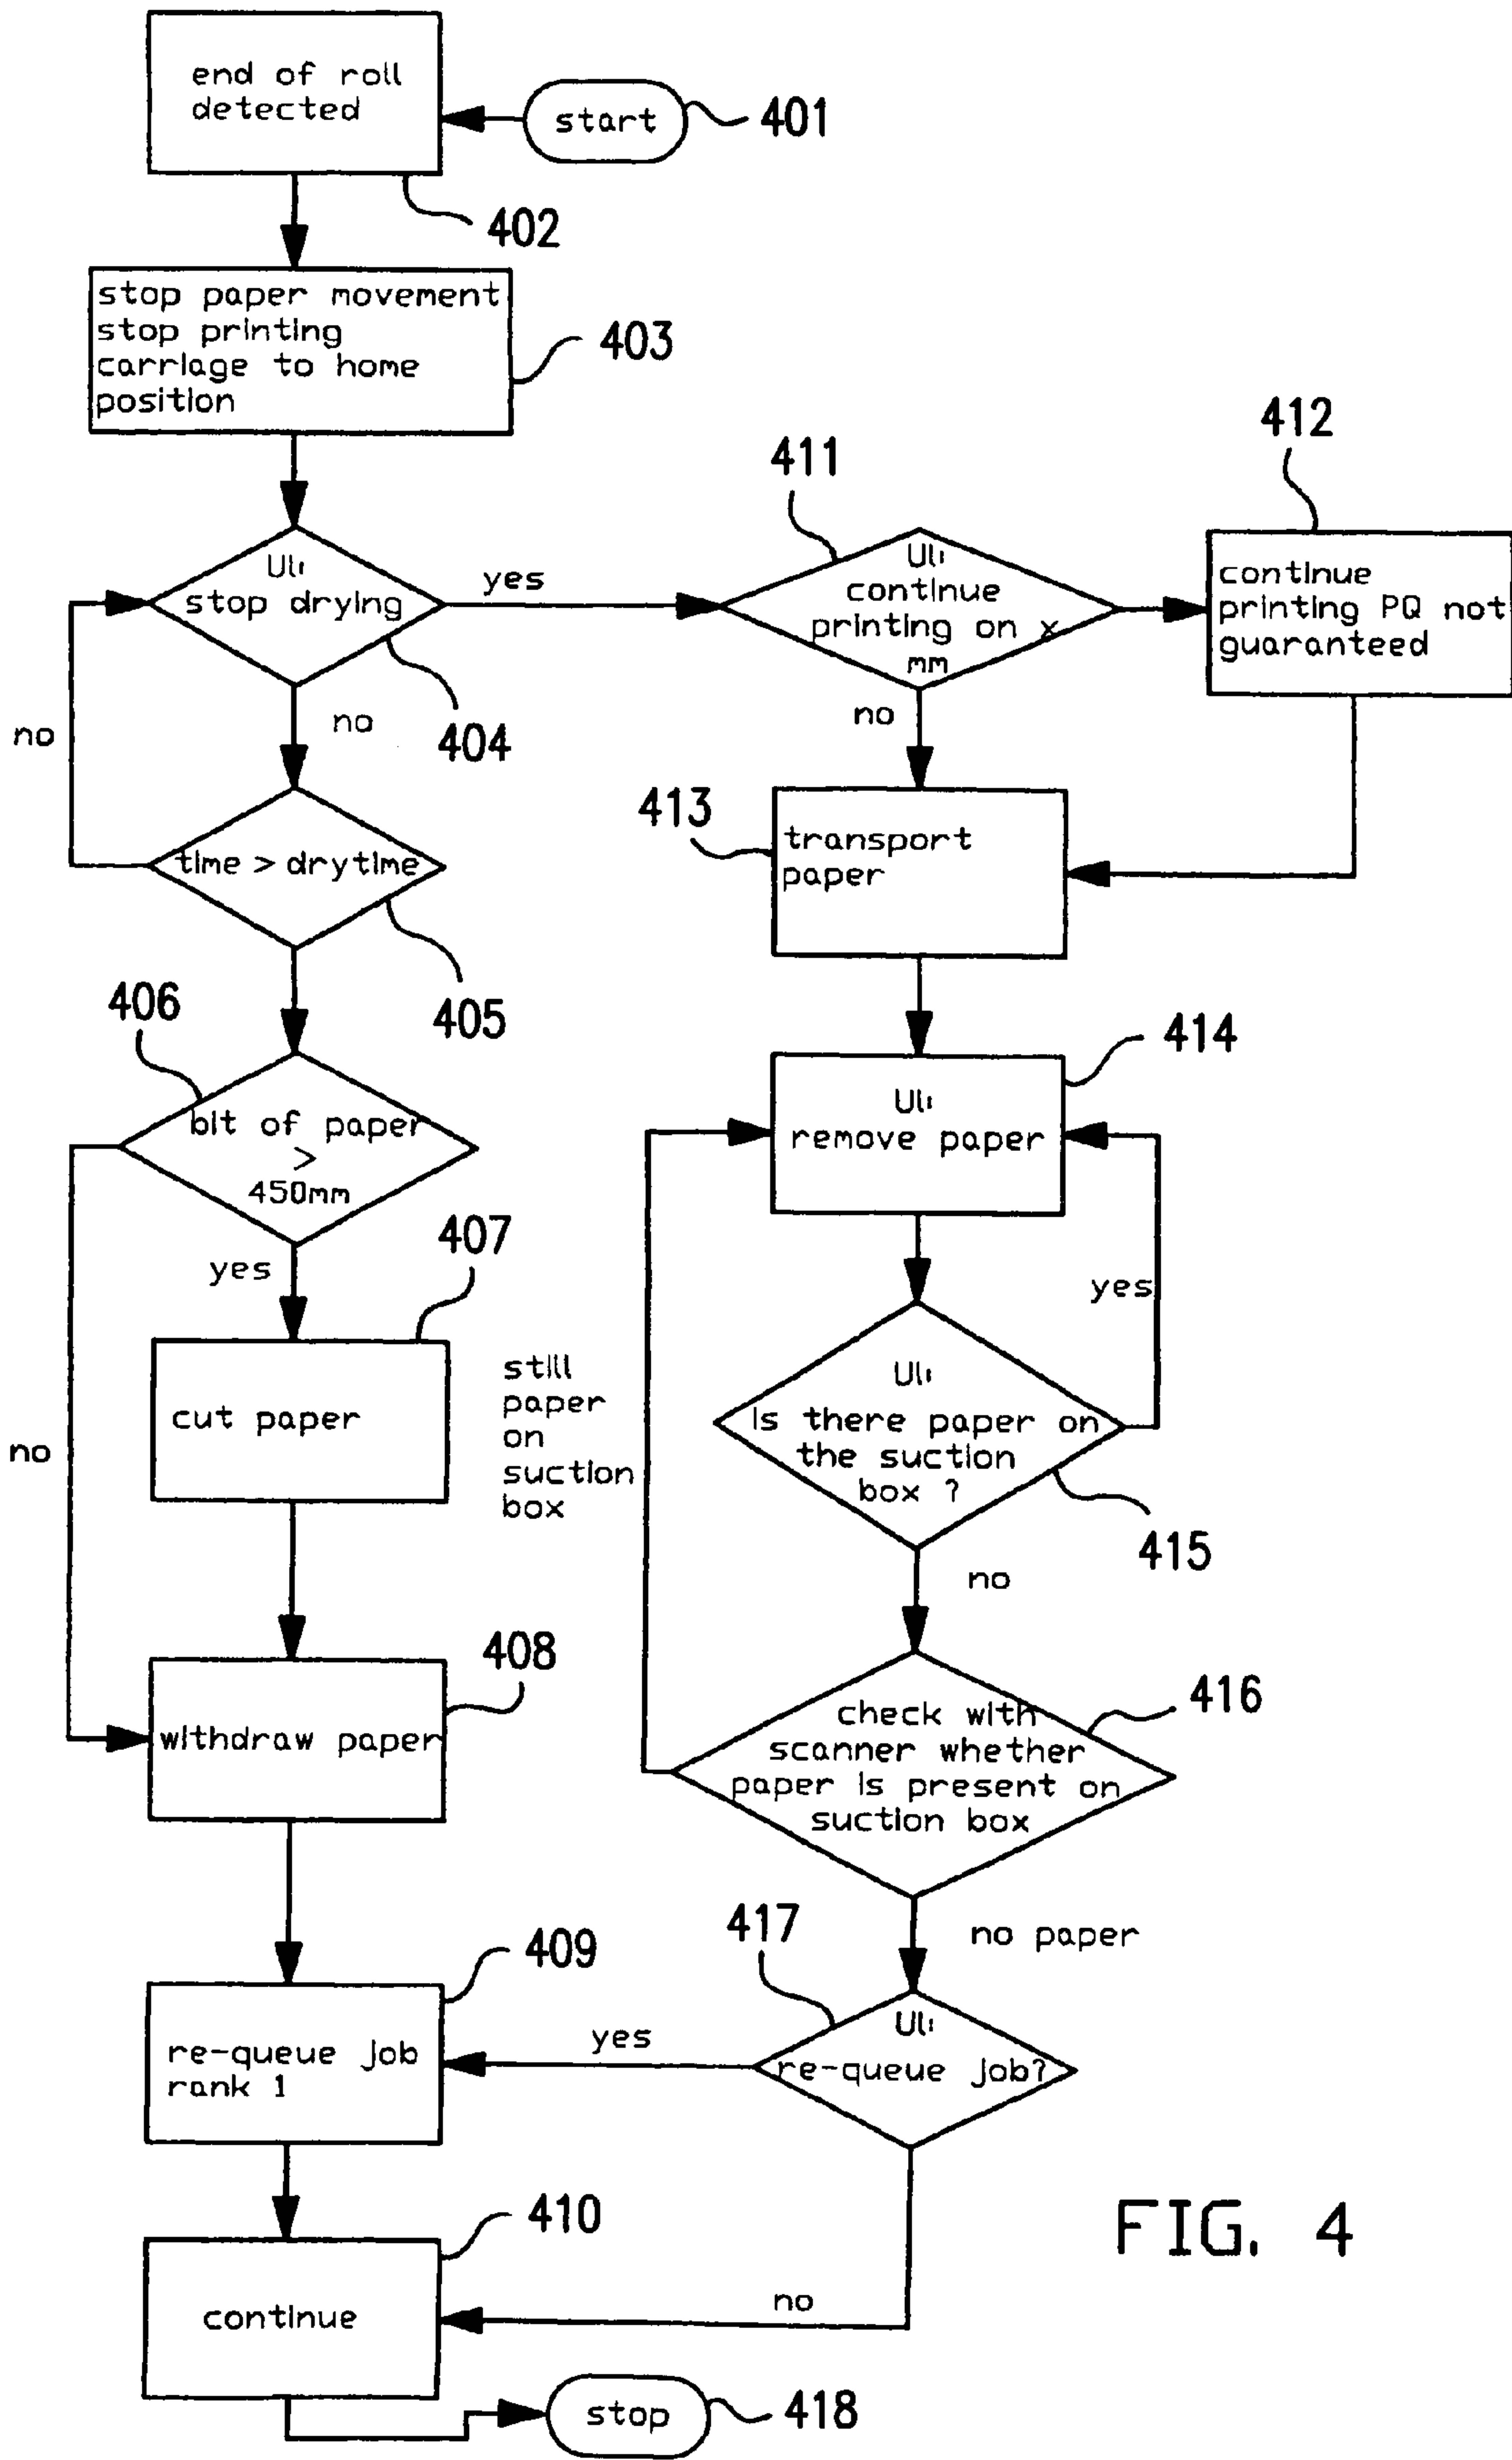 end of roll
detected
start
401
402
stop paper movement
stop printing
carriage to home
position
403
UI:
stop drying
yes
404
no
no
411
UI:
continue
printing on x
mm
no
412
continue
printing PQ not
guaranteed
time > drytime
405
413
transport
paper
406
bit of paper
>
450mm
yes
no
414
UI:
remove paper
yes
407
cut paper
still
paper
on
suction
box
UI:
Is there paper on
the suction
box ?
415
no
408
withdraw paper
416
check with
scanner whether
paper is present on
suction box
no paper
409
re-queue job
rank 1
417
UI:
re-queue job?
yes
no
410
continue
stop
418
FIG. 4